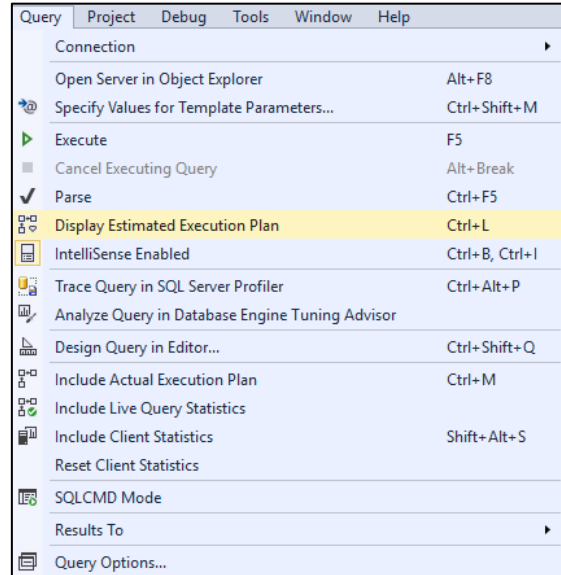 Query Project Debug Tools Window Help
Connection
Open Server in Object Explorer Alt+F8
Specify Values for Template Parameters... Ctrl+Shift+M
Execute F5
Cancel Executing Query Alt+Break
Parse Ctrl+F5
Display Estimated Execution Plan Ctrl+L
IntelliSense Enabled Ctrl+B, Ctrl+I
Trace Query in SQL Server Profiler Ctrl+Alt+P
Analyze Query in Database Engine Tuning Advisor
Design Query in Editor... Ctrl+Shift+Q
Include Actual Execution Plan Ctrl+M
Include Live Query Statistics
Include Client Statistics Shift+Alt+S
Reset Client Statistics
SQLCMD Mode
Results To
Query Options...